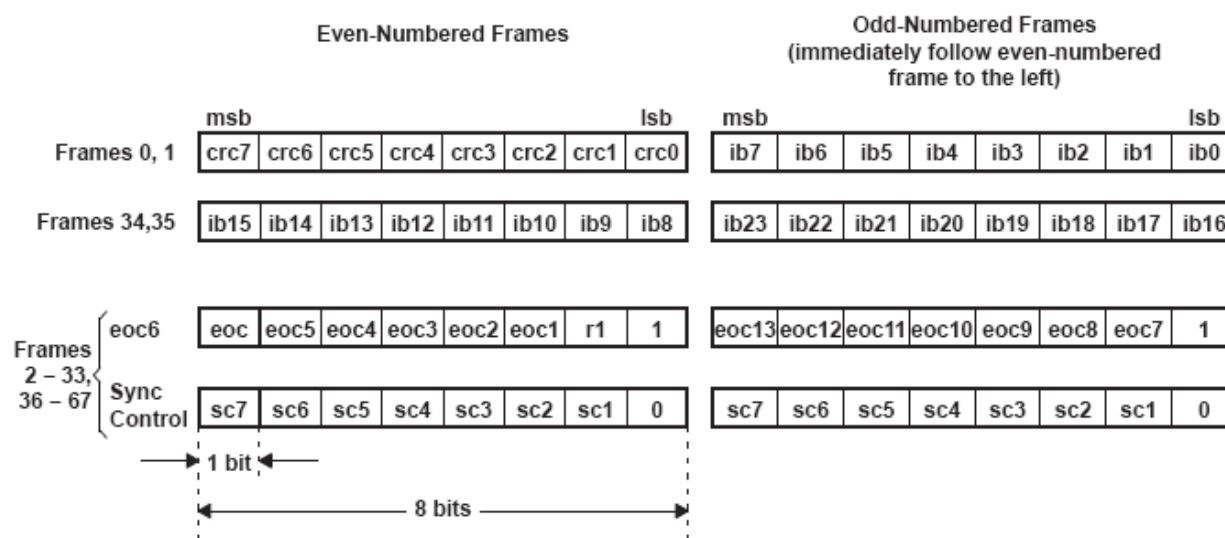 Even-Numbered Frames
Odd-Numbered Frames
(immediately follow even-numbered
frame to the left)
msb lsb msb lsb
Frames 0, 1 crc7 crc6 crc5 crc4 crc3 crc2 crc1 crc0 ib7 ib6 ib5 ib4 ib3 ib2 ib1 ib0
Frames 34,35 ib15 ib14 ib13 ib12 ib11 ib10 ib9 ib8 ib23 ib22 ib21 ib20 ib19 ib18 ib17 ib16
eoc6 eoc eoc5 eoc4 eoc3 eoc2 eoc1 r1 1 eoc13 eoc12 eoc11 eoc10 eoc9 eoc8 eoc7 1
Frames
2 – 33,
36 – 67
Sync
Control sc7 sc6 sc5 sc4 sc3 sc2 sc1 0 sc7 sc6 sc5 sc4 sc3 sc2 sc1 0
1 bit
8 bits